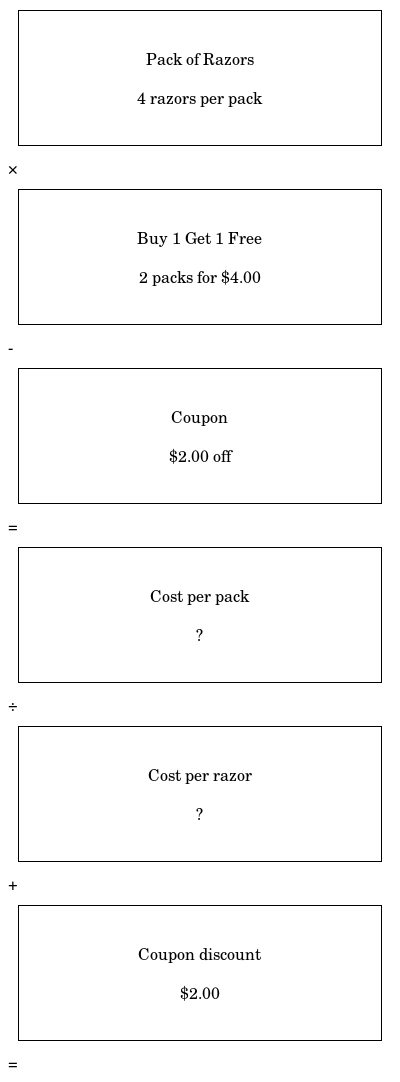 Pack of Razors
4 razors per pack
×
Buy 1 Get 1 Free
2 packs for $4.00
-
Coupon
$2.00 off
=
Cost per pack
?
÷
Cost per razor
?
+
Coupon discount
$2.00
=